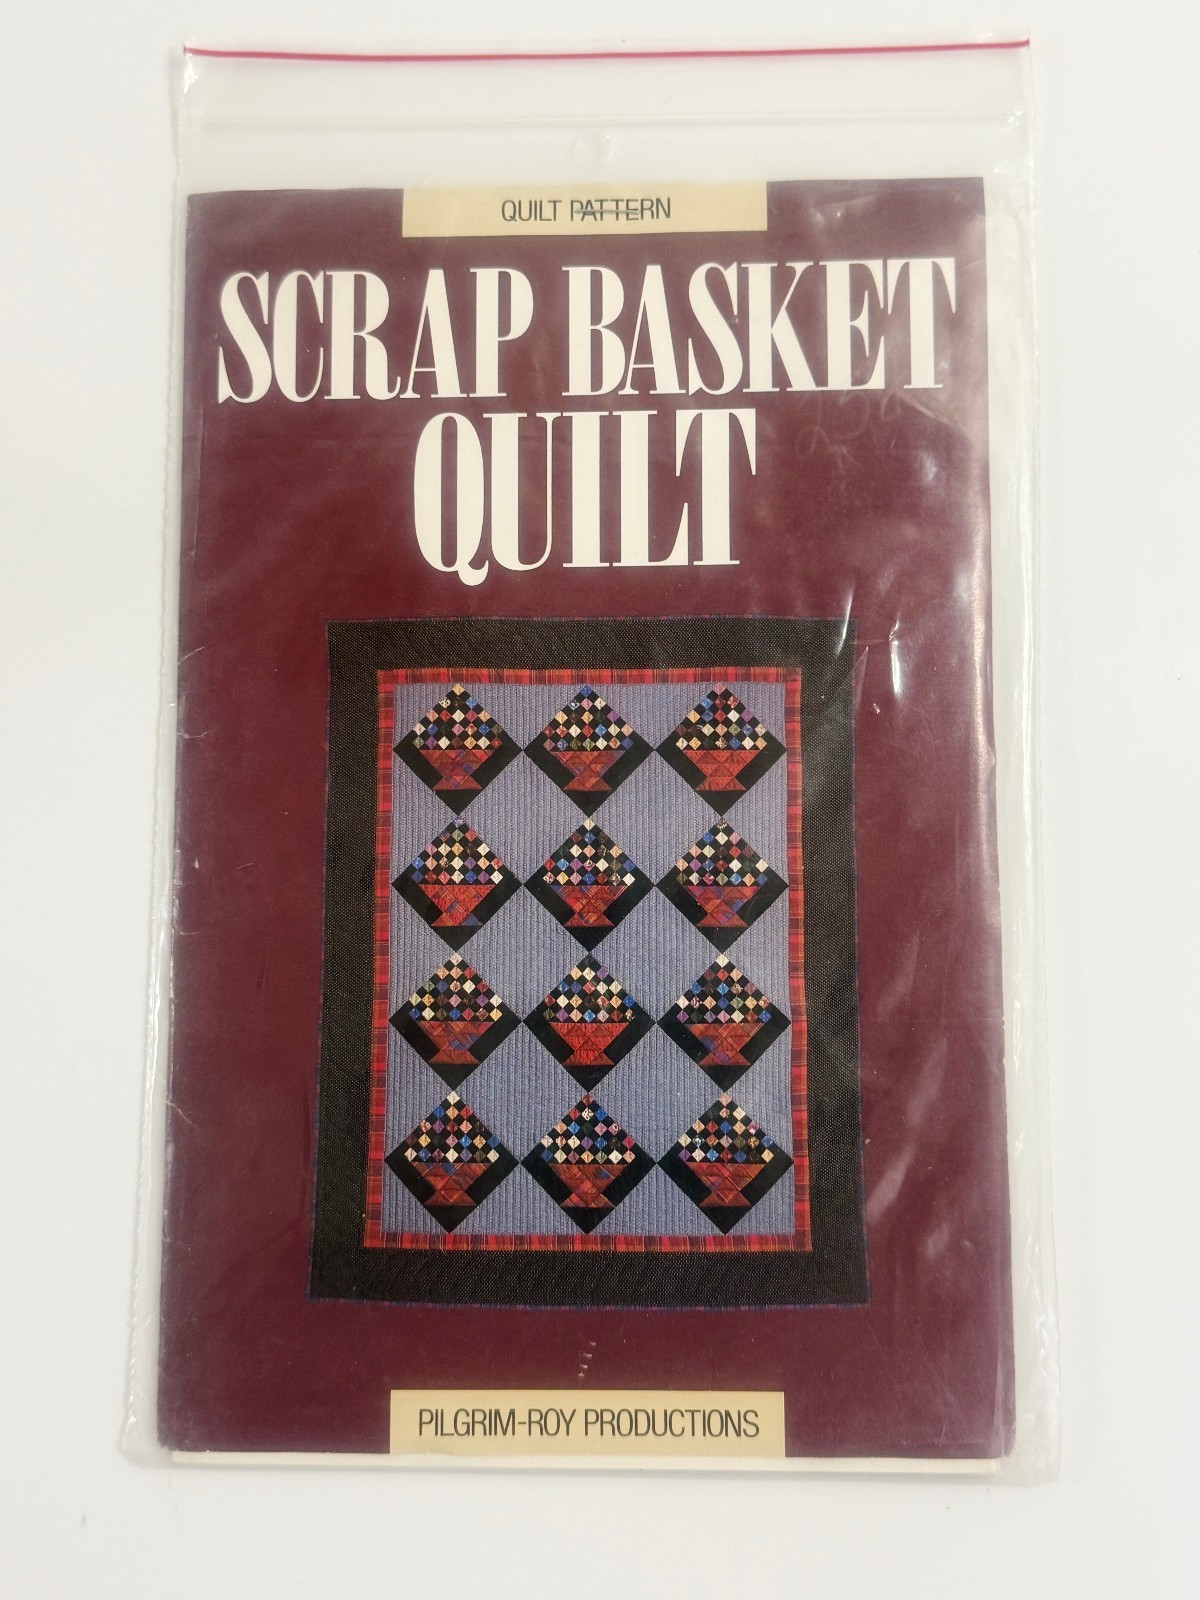 QUILT PATTERN
SCRAP BASKET
QUILT
PILGRIM-ROY PRODUCTIONS